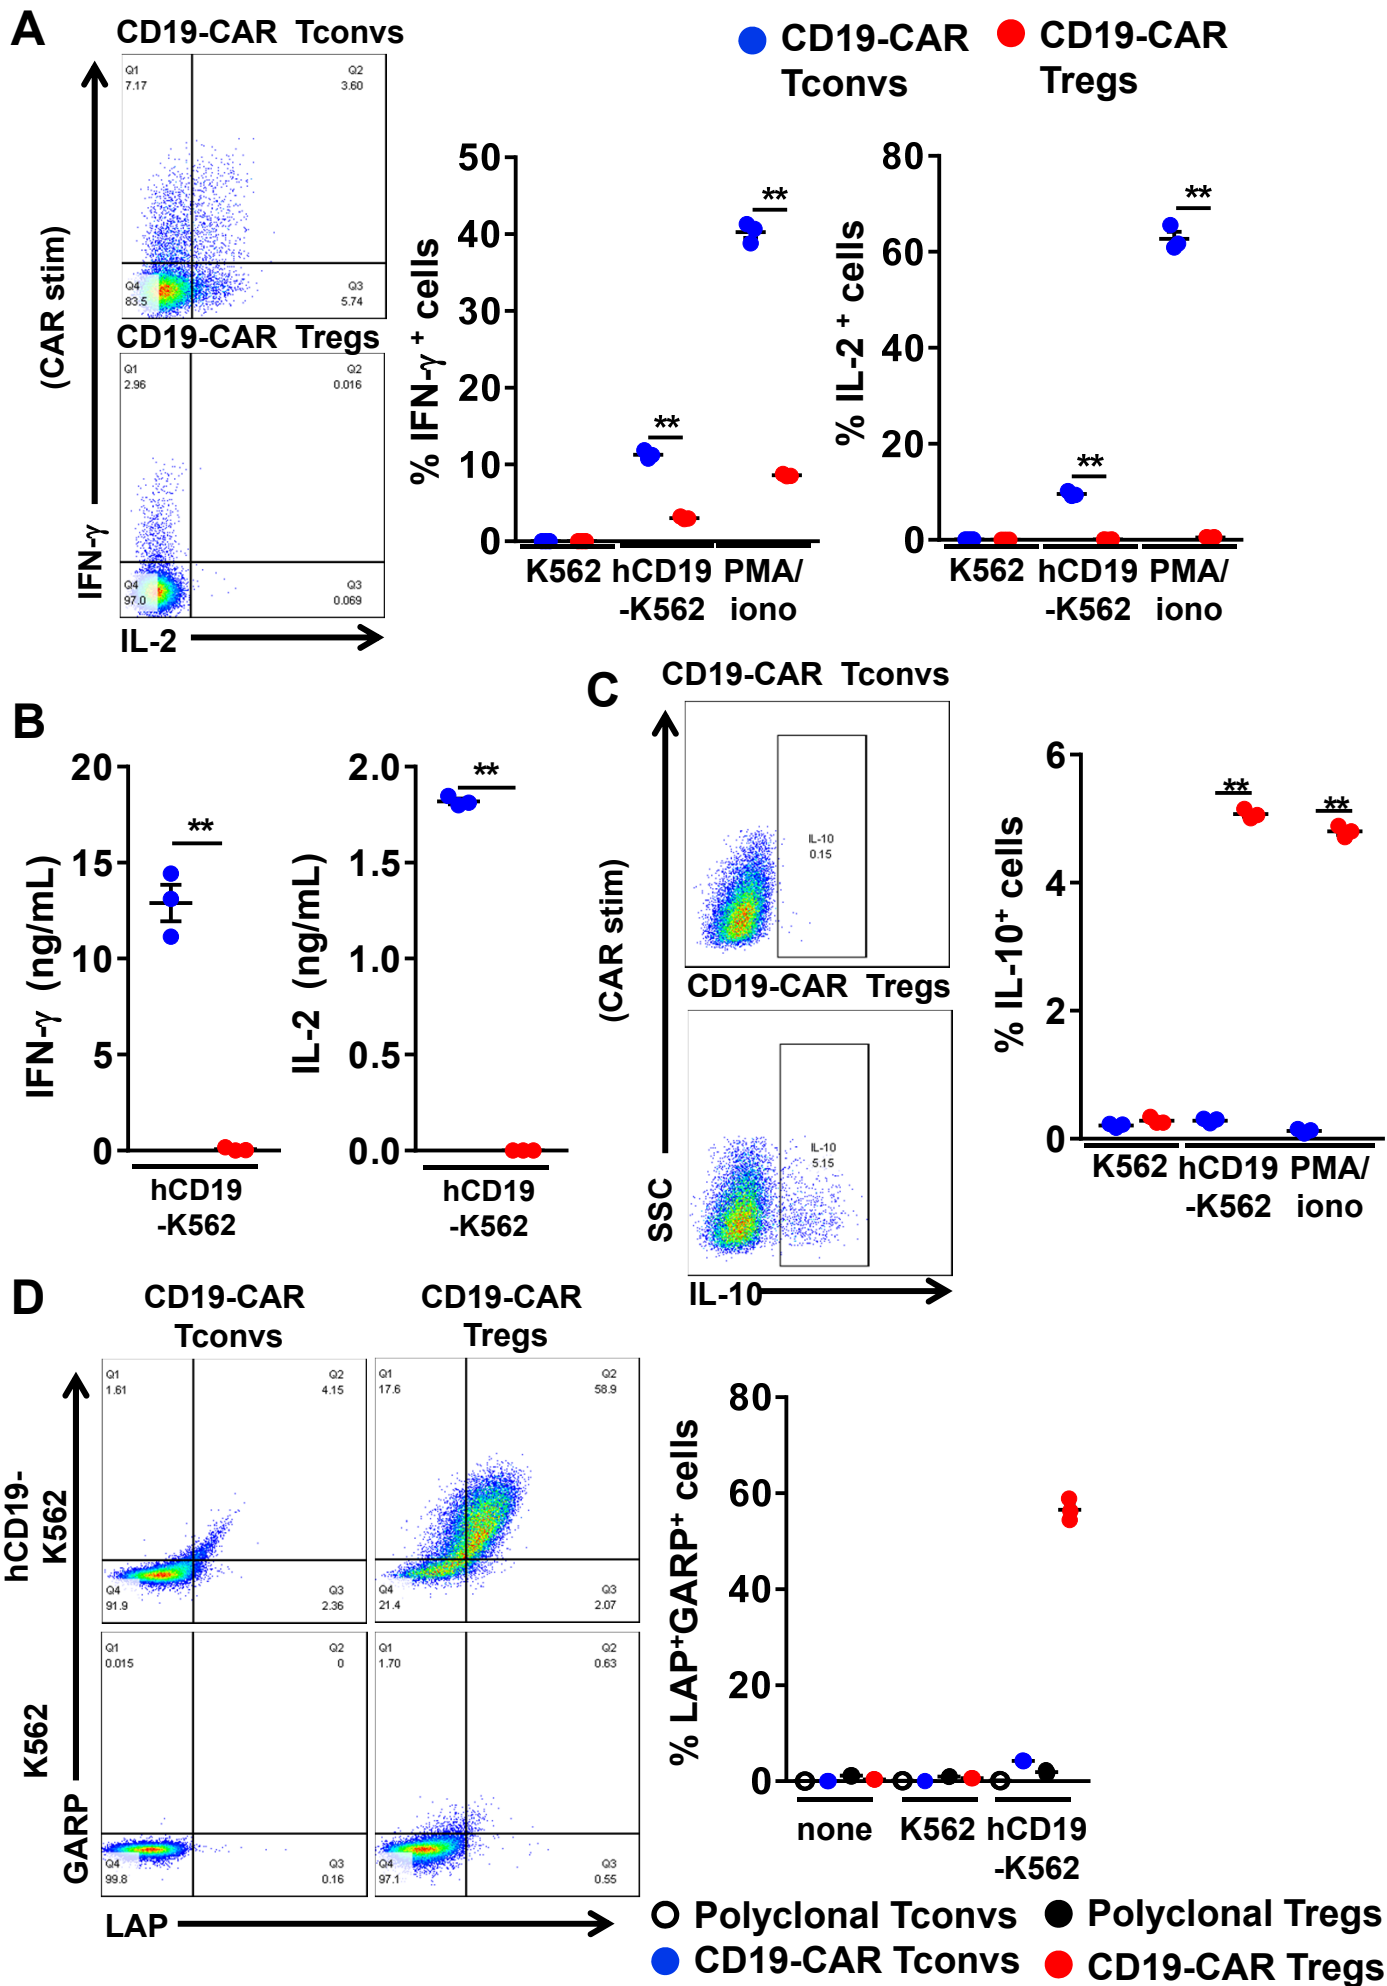 A
CD19-CAR Tconvs
CD19-CAR Tconvs
CD19-CAR Tregs
Q1
7.17
Q2
3.60
Q4
83.5
Q3
5.74
CD19-CAR Tregs
Q1
2.96
Q2
0.016
Q4
97.0
Q3
0.069
(CAR stim)
IFN-γ
IL-2
% IFN-γ+ cells
50
40
30
20
10
0
**
**
K562 hCD19 PMA/
-K562 iono
% IL-2+ cells
80
60
40
20
0
**
**
K562 hCD19 PMA/
-K562 iono
B
IFN-γ (ng/mL)
20
15
10
5
0
**
hCD19
-K562
IL-2 (ng/mL)
2.0
1.5
1.0
0.5
0.0
**
hCD19
-K562
C
CD19-CAR Tconvs
IL-10
0.15
CD19-CAR Tregs
IL-10
5.15
(CAR stim)
SSC
IL-10
% IL-10+ cells
6
4
2
0
**
**
K562 hCD19 PMA/
-K562 iono
D
CD19-CAR
Tconvs
CD19-CAR
Tregs
hCD19-
K562
Q1
1.61
Q2
4.15
Q4
91.9
Q3
2.36
Q1
17.6
Q2
58.9
Q4
21.4
Q3
2.07
K562
Q1
0.015
Q2
0
Q4
99.8
Q3
0.16
Q1
1.70
Q2
0.63
Q4
97.1
Q3
0.55
GARP
LAP
% LAP+GARP+ cells
80
60
40
20
0
none K562 hCD19
-K562
Polyclonal Tconvs
Polyclonal Tregs
CD19-CAR Tconvs
CD19-CAR Tregs